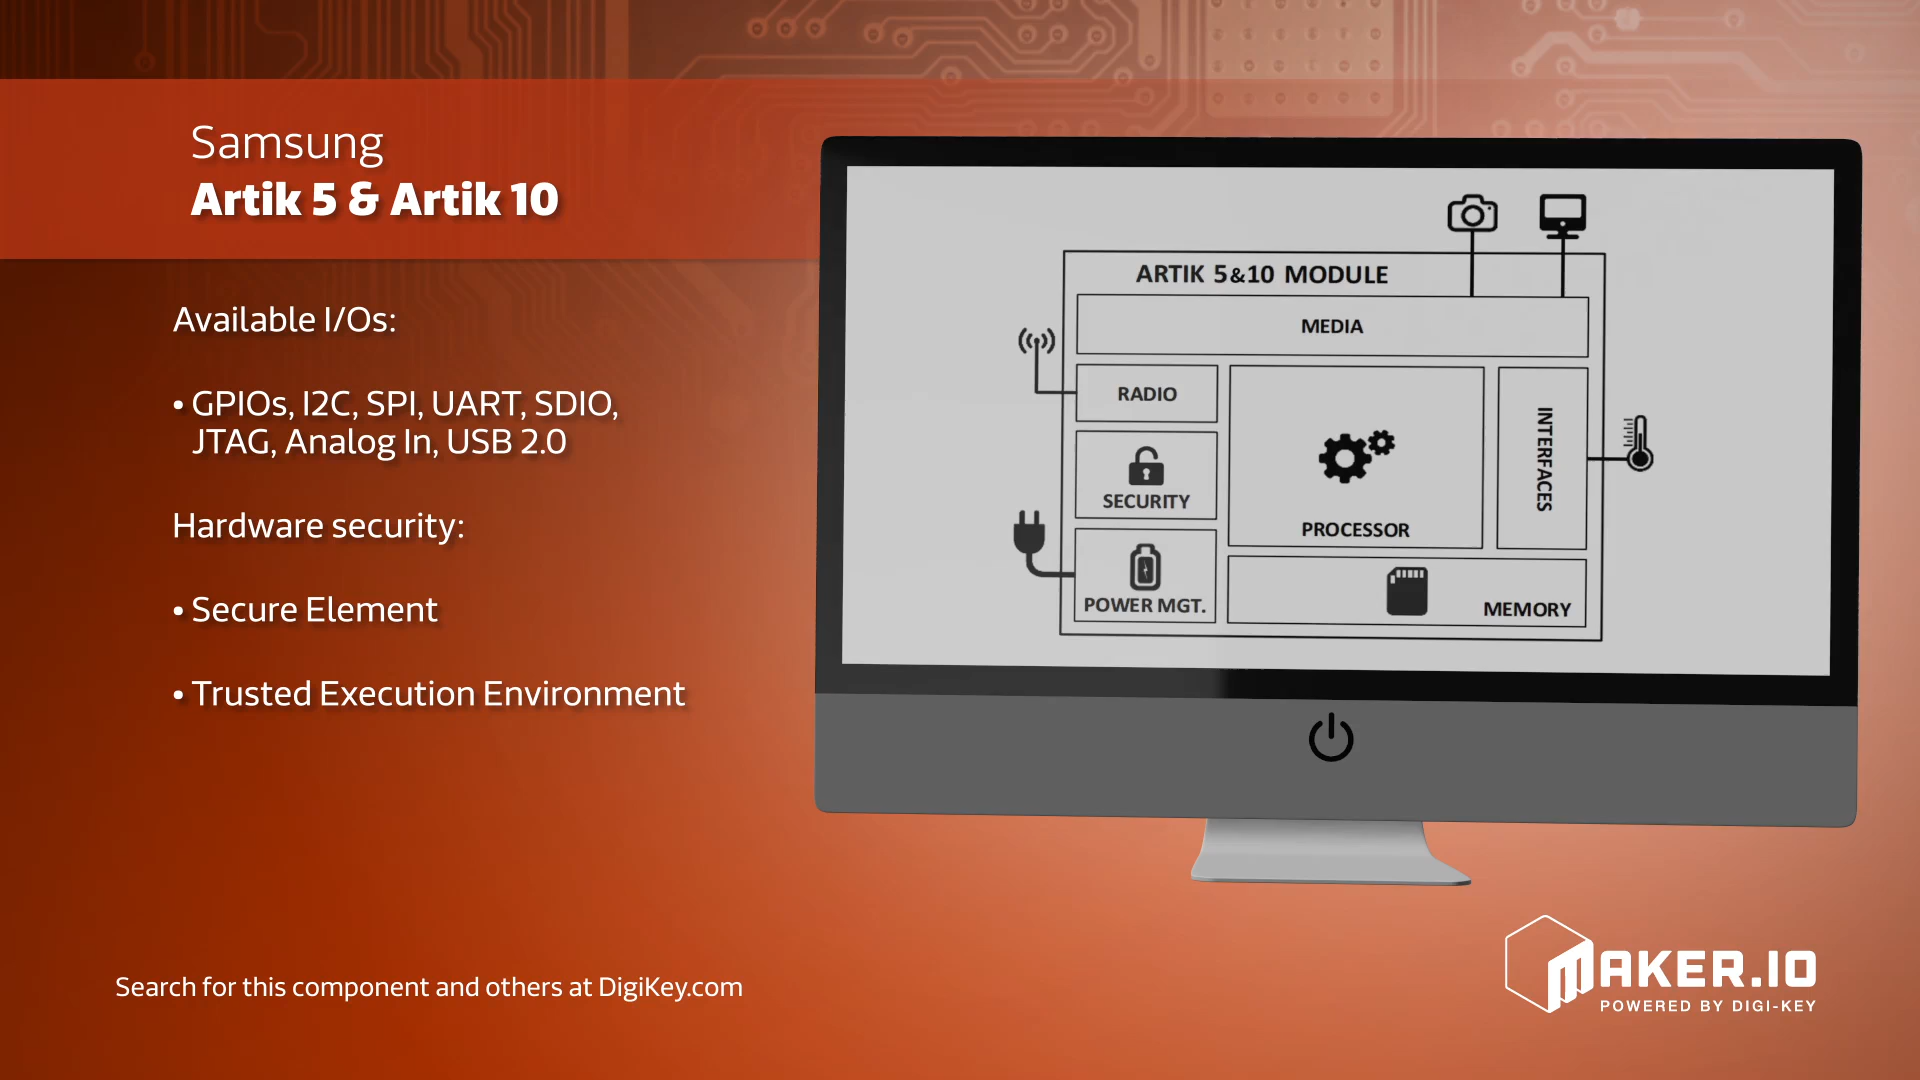 Samsung
Artik 5 & Artik 10
Available I/Os:
• GPIOs, I2C, SPI, UART, SDIO,
JTAG, Analog In, USB 2.0
Hardware security:
• Secure Element
• Trusted Execution Environment
ARTIK 5&10 MODULE
MEDIA
RADIO
SECURITY
POWER MGT.
PROCESSOR
INTERFACES
MEMORY
Search for this component and others at DigiKey.com
MAKER.IO
POWERED BY DIGI-KEY